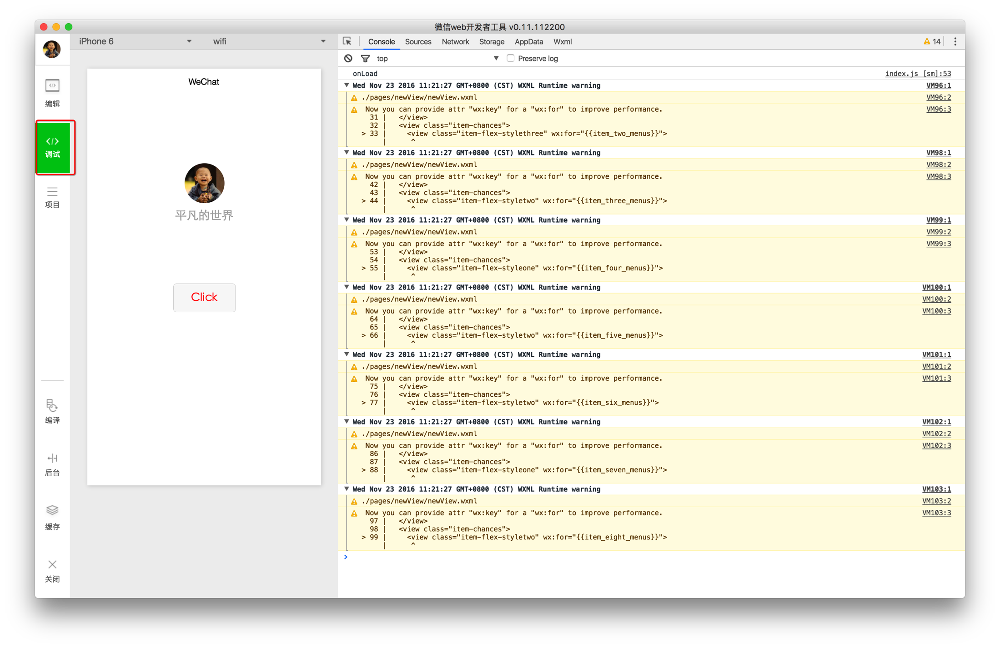 微信web开发者工具 v0.11.112200
iPhone 6
wifi
Console Sources Network Storage AppData Wxml
14
top
Preserve log
编辑
调试
项目
编译
后台
缓存
关闭
WeChat
平凡的世界
Click
onLoad index.js [sm]:53
Wed Nov 23 2016 11:21:27 GMT+0800 (CST) WXML Runtime warning VM96:1
./pages/newView/newView.wxml VM96:2
Now you can provide attr "wx:key" for a "wx:for" to improve performance. VM96:3
31 | </view>
32 | <view class="item-chances">
> 33 | <view class="item-flex-stylethree" wx:for="{{item_two_menus}}">
| ^
Wed Nov 23 2016 11:21:27 GMT+0800 (CST) WXML Runtime warning VM98:1
./pages/newView/newView.wxml VM98:2
Now you can provide attr "wx:key" for a "wx:for" to improve performance. VM98:3
42 | </view>
43 | <view class="item-chances">
> 44 | <view class="item-flex-styletwo" wx:for="{{item_three_menus}}">
| ^
Wed Nov 23 2016 11:21:27 GMT+0800 (CST) WXML Runtime warning VM99:1
./pages/newView/newView.wxml VM99:2
Now you can provide attr "wx:key" for a "wx:for" to improve performance. VM99:3
53 | </view>
54 | <view class="item-chances">
> 55 | <view class="item-flex-styleone" wx:for="{{item_four_menus}}">
| ^
Wed Nov 23 2016 11:21:27 GMT+0800 (CST) WXML Runtime warning VM100:1
./pages/newView/newView.wxml VM100:2
Now you can provide attr "wx:key" for a "wx:for" to improve performance. VM100:3
64 | </view>
65 | <view class="item-chances">
> 66 | <view class="item-flex-styletwo" wx:for="{{item_five_menus}}">
| ^
Wed Nov 23 2016 11:21:27 GMT+0800 (CST) WXML Runtime warning VM101:1
./pages/newView/newView.wxml VM101:2
Now you can provide attr "wx:key" for a "wx:for" to improve performance. VM101:3
75 | </view>
76 | <view class="item-chances">
> 77 | <view class="item-flex-styletwo" wx:for="{{item_six_menus}}">
| ^
Wed Nov 23 2016 11:21:27 GMT+0800 (CST) WXML Runtime warning VM102:1
./pages/newView/newView.wxml VM102:2
Now you can provide attr "wx:key" for a "wx:for" to improve performance. VM102:3
86 | </view>
87 | <view class="item-chances">
> 88 | <view class="item-flex-styleone" wx:for="{{item_seven_menus}}">
| ^
Wed Nov 23 2016 11:21:27 GMT+0800 (CST) WXML Runtime warning VM103:1
./pages/newView/newView.wxml VM103:2
Now you can provide attr "wx:key" for a "wx:for" to improve performance. VM103:3
97 | </view>
98 | <view class="item-chances">
> 99 | <view class="item-flex-styletwo" wx:for="{{item_eight_menus}}">
| ^
>